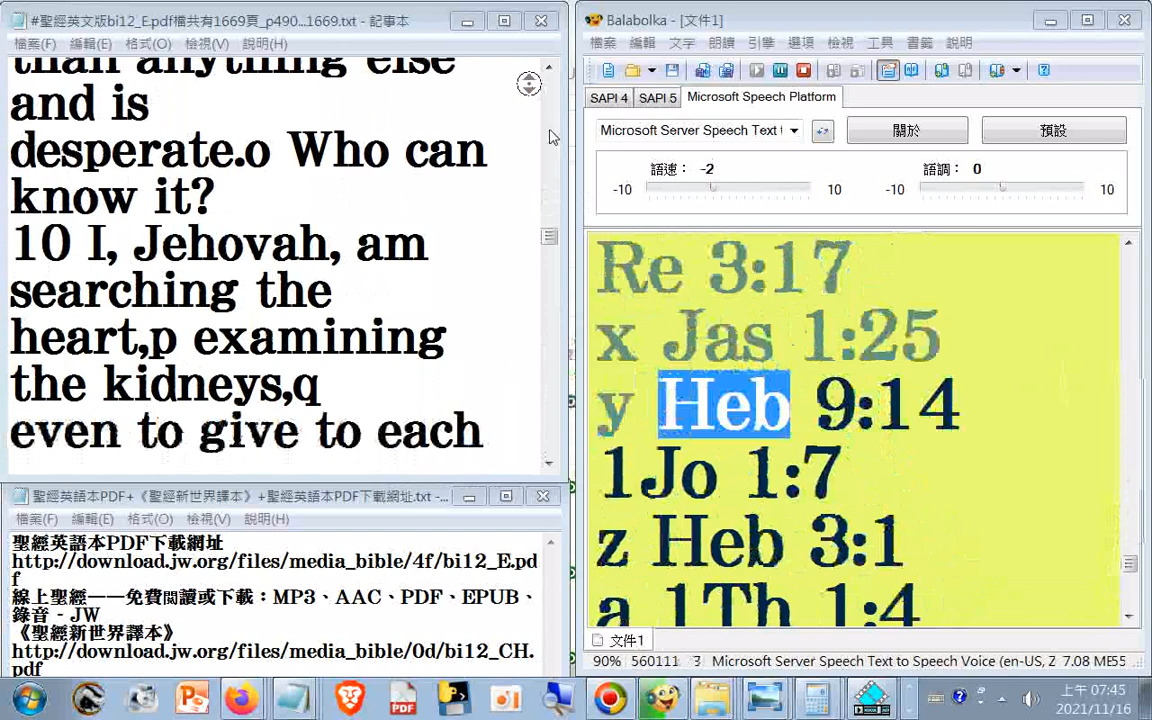 #聖經英文版bi12_E.pdf檔共有1669頁_p490...1669.txt - 記事本
檔案(F) 編輯(E) 格式(O) 檢視(V) 說明(H)
than anything else
and is
desperate.o Who can
know it?
10 I, Jehovah, am
searching the
heart,p examining
the kidneys,q
even to give to each
聖經英語本PDF+《聖經新世界譯本》+聖經英語本PDF下載網址.txt -...
檔案(F) 編輯(E) 格式(O) 檢視(V) 說明(H)
聖經英語本PDF下載網址
http://download.jw.org/files/media_bible/4f/bi12_E.pd
f
線上聖經——免費閱讀或下載：MP3、AAC、PDF、EPUB、
錄音 - JW
《聖經新世界譯本》
http://download.jw.org/files/media_bible/0d/bi12_CH.
pdf
Balabolka - [文件1]
檔案 編輯 文字 朗讀 引擎 選項 檢視 工具 書籤 說明
SAPI 4 SAPI 5 Microsoft Speech Platform
Microsoft Server Speech Text t 關於 預設
語速： -2 語調： 0
-10 10 -10 10
Re 3:17
x Jas 1:25
y Heb 9:14
1Jo 1:7
z Heb 3:1
a 1Th 1:4
文件1
90% 560111 Microsoft Server Speech Text to Speech Voice (en-US, Z 7.08 ME55
上午 07:45
2021/11/16